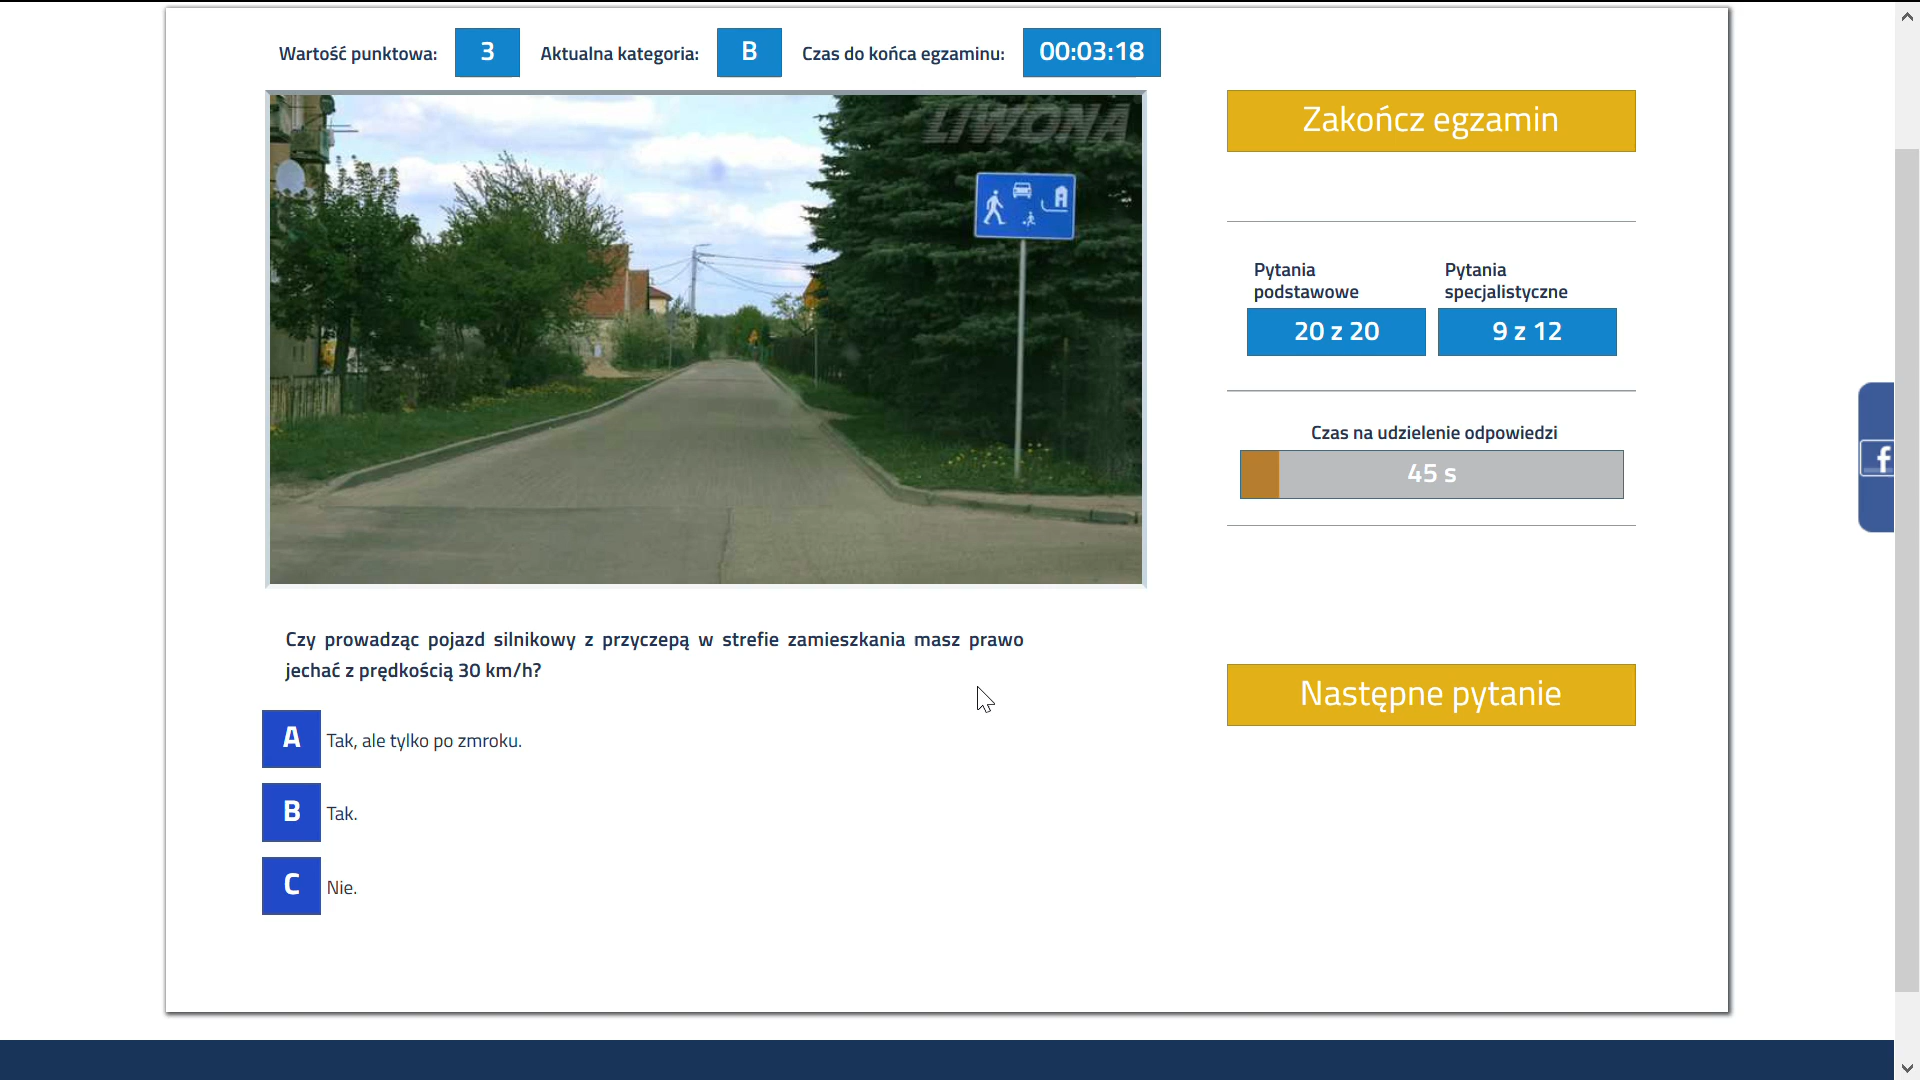 Wartość punktowa: 3 Aktualna kategoria: B Czas do końca egzaminu: 00:03:18
LIWONA
Zakończ egzamin
Pytania podstawowe
20 z 20
Pytania specjalistyczne
9 z 12
Czas na udzielenie odpowiedzi
45 s
f
Czy prowadząc pojazd silnikowy z przyczepą w strefie zamieszkania masz prawo
jechać z prędkością 30 km/h?
Następne pytanie
A Tak, ale tylko po zmroku.
B Tak.
C Nie.